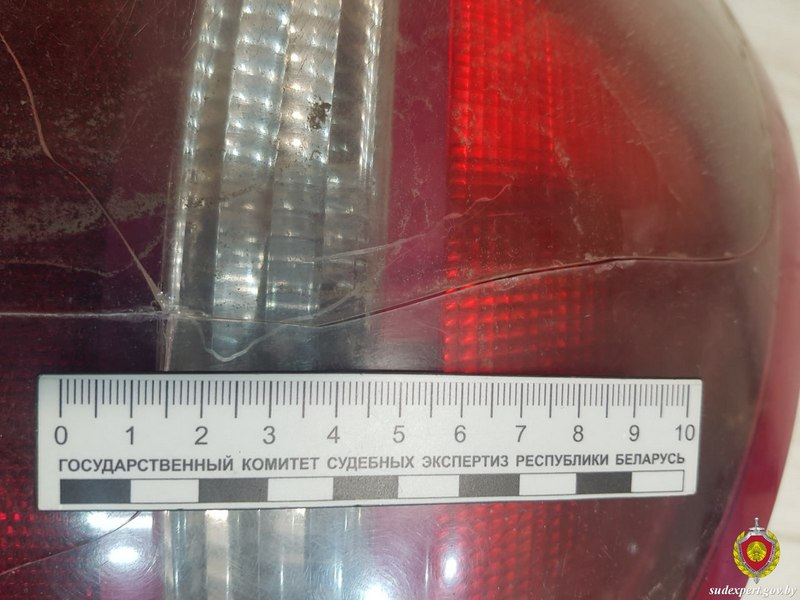 0 1 2 3 4 5 6 7 8 9 10
ГОСУДАРСТВЕННЫЙ КОМИТЕТ СУДЕБНЫХ ЭКСПЕРТИЗ РЕСПУБЛИКИ БЕЛАРУСЬ
sudexpert.gov.by